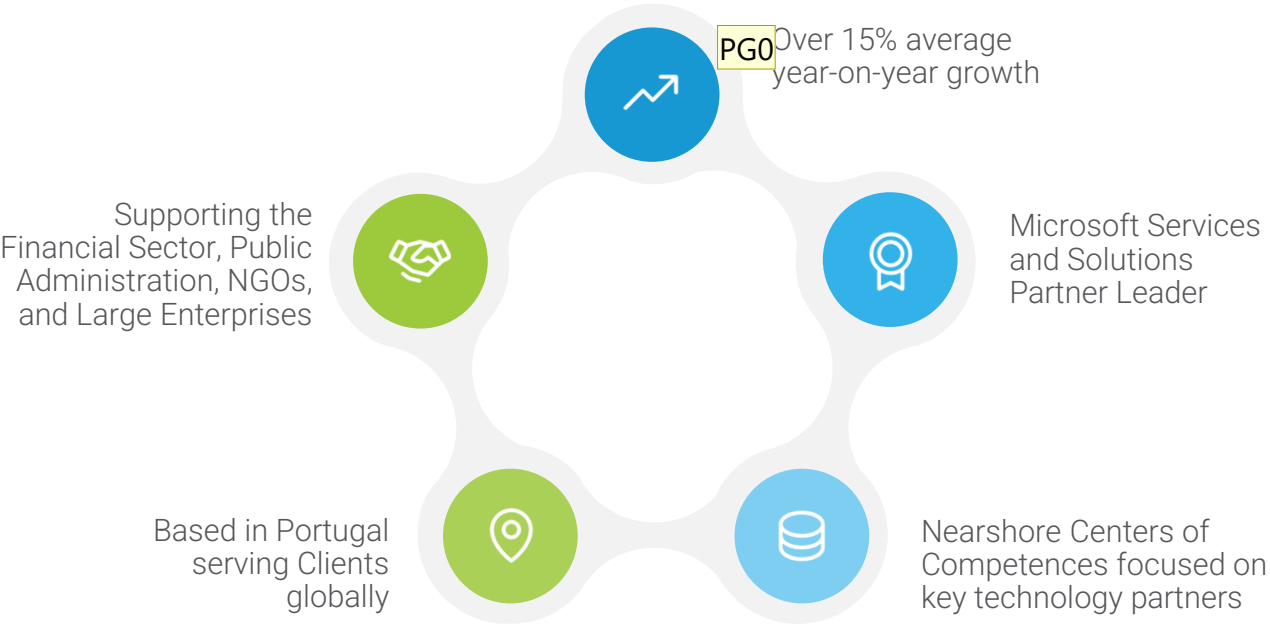 PG0
Over 15% average
year-on-year growth
Supporting the
Financial Sector, Public
Administration, NGOs,
and Large Enterprises
Microsoft Services
and Solutions
Partner Leader
Based in Portugal
serving Clients
globally
Nearshore Centers of
Competences focused on
key technology partners